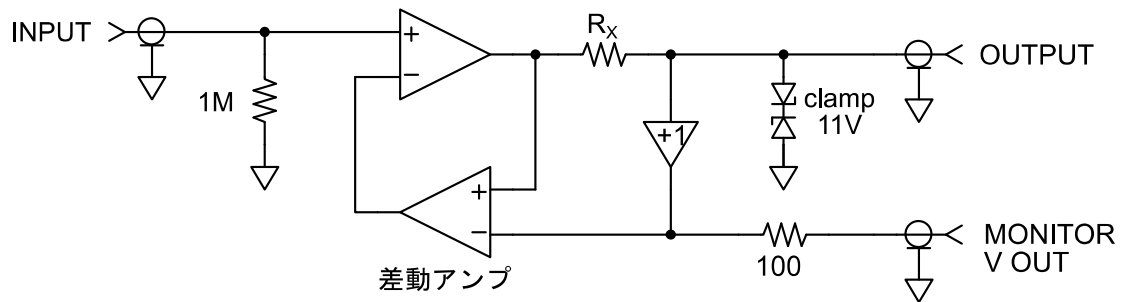 INPUT
+
−
1M
R_X
+1
clamp
11V
OUTPUT
+
−
差動アンプ
100
MONITOR
V OUT